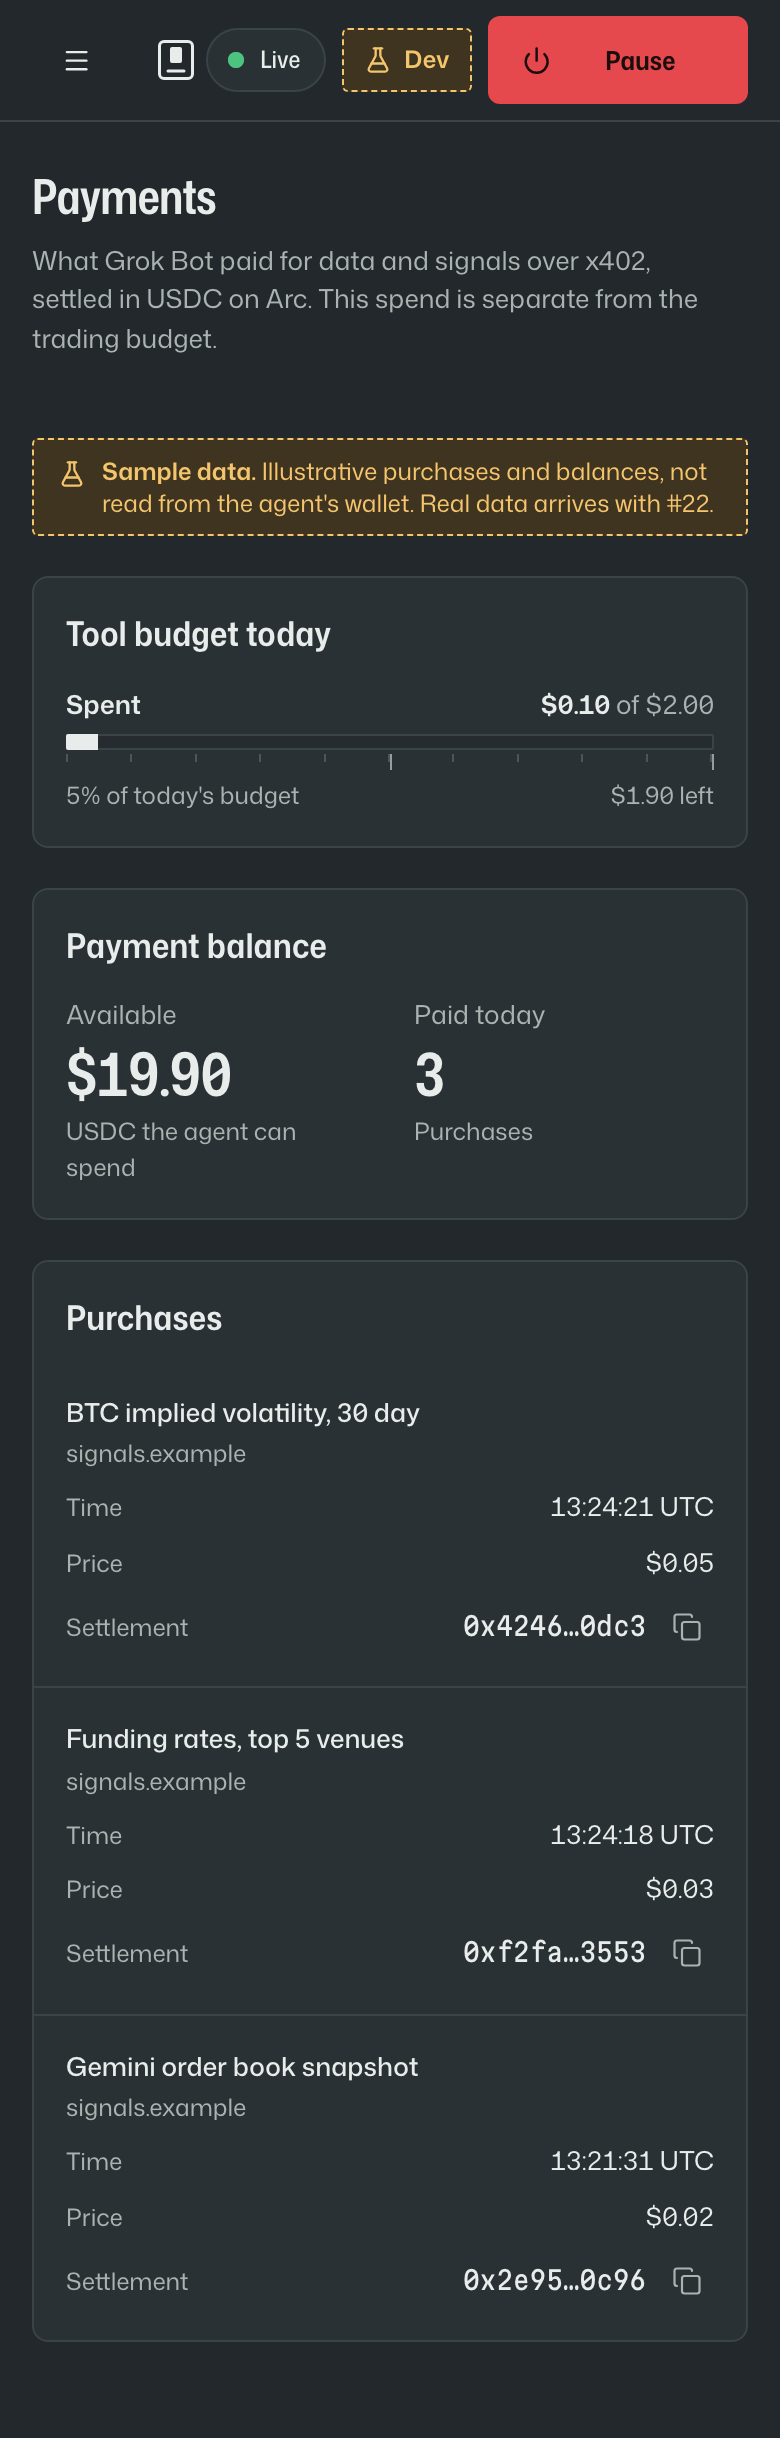 Live
Dev
Pause
Payments
What Grok Bot paid for data and signals over x402,
settled in USDC on Arc. This spend is separate from the
trading budget.
Sample data. Illustrative purchases and balances, not
read from the agent's wallet. Real data arrives with #22.
Tool budget today
Spent $0.10 of $2.00
5% of today's budget $1.90 left
Payment balance
Available Paid today
$19.90 3
USDC the agent can Purchases
spend
Purchases
BTC implied volatility, 30 day
signals.example
Time 13:24:21 UTC
Price $0.05
Settlement 0x4246…0dc3
Funding rates, top 5 venues
signals.example
Time 13:24:18 UTC
Price $0.03
Settlement 0xf2fa…3553
Gemini order book snapshot
signals.example
Time 13:21:31 UTC
Price $0.02
Settlement 0x2e95…0c96